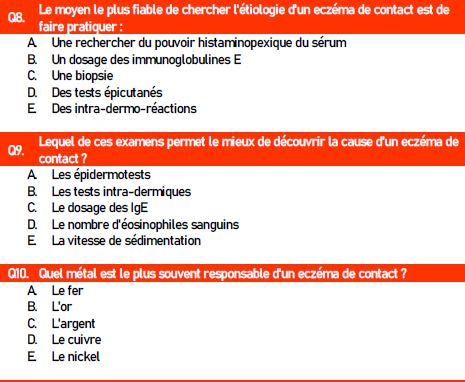 Q8. Le moyen le plus fiable de chercher l'étiologie d'un eczéma de contact est de
faire pratiquer :
A. Une rechercher du pouvoir histaminopexique du sérum
B. Un dosage des immunoglobulines E
C. Une biopsie
D. Des tests épicutanés
E. Des intra-dermo-réactions
Q9. Lequel de ces examens permet le mieux de découvrir la cause d'un eczéma de
contact ?
A. Les épidermotests
B. Les tests intra-dermiques
C. Le dosage des IgE
D. Le nombre d'éosinophiles sanguins
E. La vitesse de sédimentation
Q10. Quel métal est le plus souvent responsable d'un eczéma de contact ?
A. Le fer
B. L'or
C. L'argent
D. Le cuivre
E. Le nickel